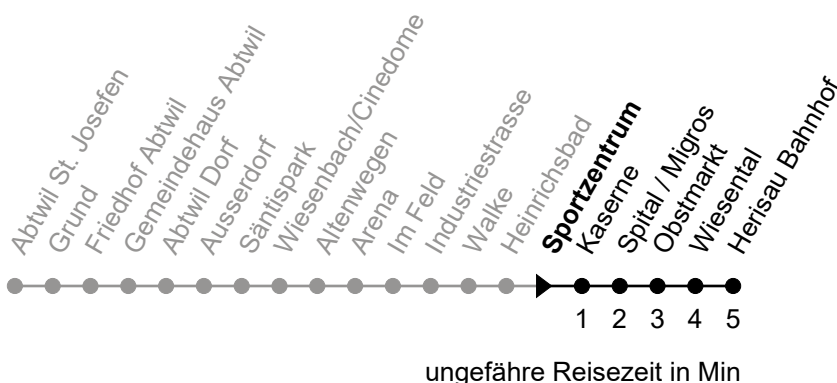 Abtwil St. Josefen
Grund
Friedhof Abtwil
Gemeindehaus Abtwil
Abtwil Dorf
Ausserdorf
Säntispark
Wiesenbach/Cinedome
Altenwegen
Arena
Im Feld
Industriestrasse
Walke
Heinrichsbad
Sportzentrum
Kaserne
Spital / Migros
Obstmarkt
Wiesental
Herisau Bahnhof
1 2 3 4 5
ungefähre Reisezeit in Min